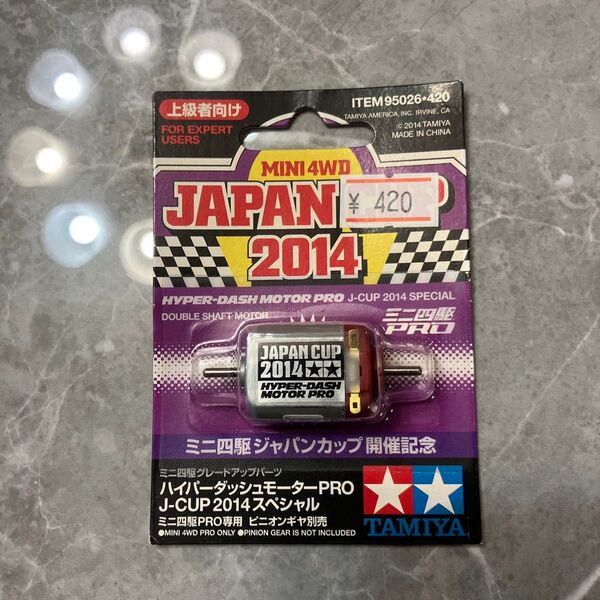 上級者向け
FOR EXPERT
USERS
ITEM 95026*420
TAMIYA AMERICA, INC. IRVINE, CA
© 2014 TAMIYA
MADE IN CHINA
MINI 4WD
JAPAN
¥ 420
2014
HYPER-DASH MOTOR PRO J-CUP 2014 SPECIAL
DOUBLE SHAFT MOTOR
ミニ四駆
PRO
JAPAN CUP
2014
HYPER-DASH
MOTOR PRO
ミニ四駆ジャパンカップ開催記念
ミニ四駆グレードアップパーツ
ハイパーダッシュモーターPRO
J-CUP 2014スペシャル
ミニ四駆PRO専用 ピニオンギヤ別売
●MINI 4WD PRO ONLY ●PINION GEAR IS NOT INCLUDED
TAMIYA